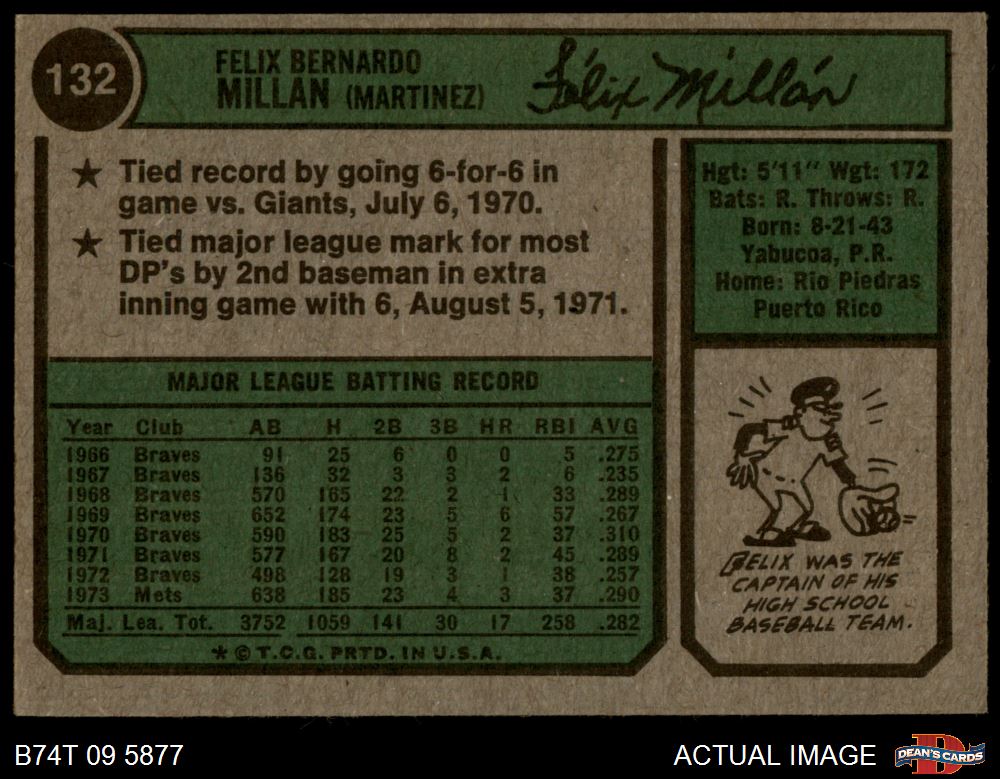 132
FELIX BERNARDO
MILLAN (MARTINEZ)
Félix Millán
★ Tied record by going 6-for-6 in
game vs. Giants, July 6, 1970.
★ Tied major league mark for most
DP's by 2nd baseman in extra
inning game with 6, August 5, 1971.
Hgt: 5'11" Wgt: 172
Bats: R. Throws: R.
Born: 8-21-43
Yabucoa, P.R.
Home: Rio Piedras
Puerto Rico
MAJOR LEAGUE BATTING RECORD
Year Club AB H 2B 3B HR RBI AVG
1966 Braves 91 25 6 0 0 5 .275
1967 Braves 136 32 3 3 2 6 .235
1968 Braves 570 165 22 2 1 33 .289
1969 Braves 652 174 23 5 6 57 .267
1970 Braves 590 183 25 5 2 37 .310
1971 Braves 577 167 20 8 2 45 .289
1972 Braves 498 128 19 3 1 38 .257
1973 Mets 638 185 23 4 3 37 .290
Maj. Lea. Tot. 3752 1059 141 30 17 258 .282
* © T.C.G. PRTD. IN U.S.A.
FELIX WAS THE
CAPTAIN OF HIS
HIGH SCHOOL
BASEBALL TEAM.
B74T 09 5877
ACTUAL IMAGE
D
DEAN'S CARDS